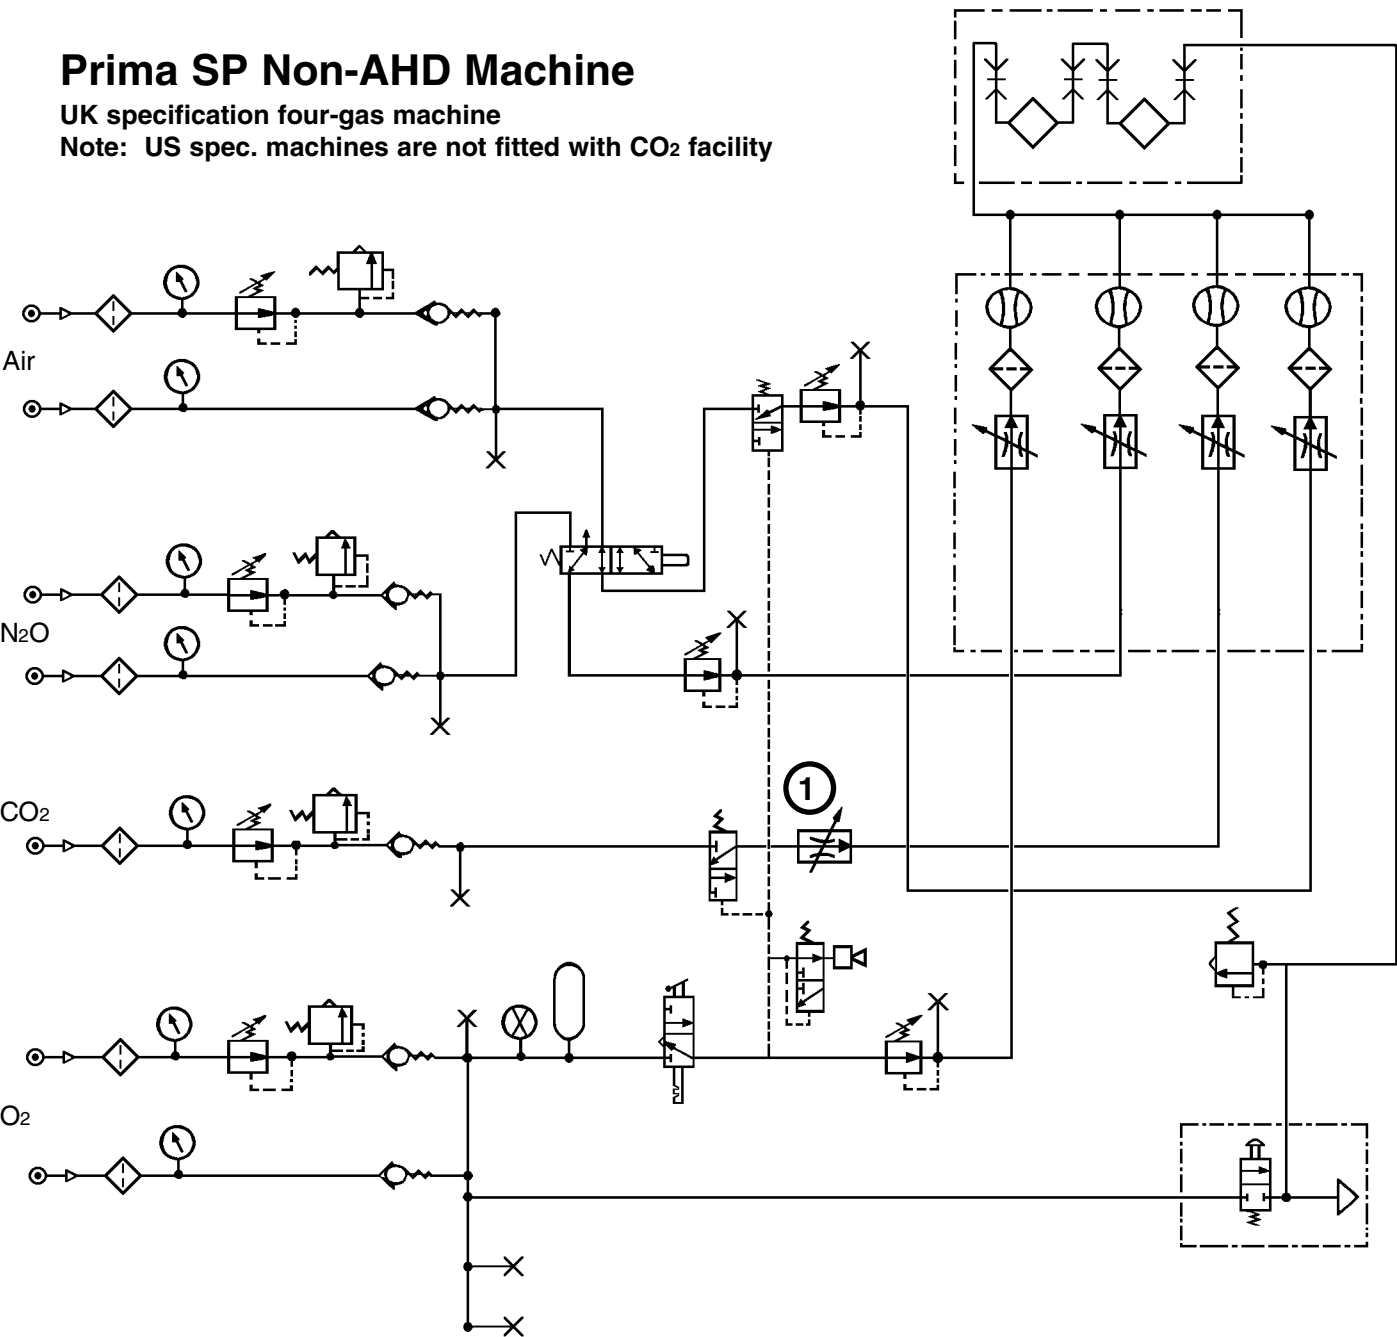 Prima SP Non-AHD Machine
UK specification four-gas machine
Note: US spec. machines are not fitted with CO2 facility
Air
N2O
1
CO2
O2